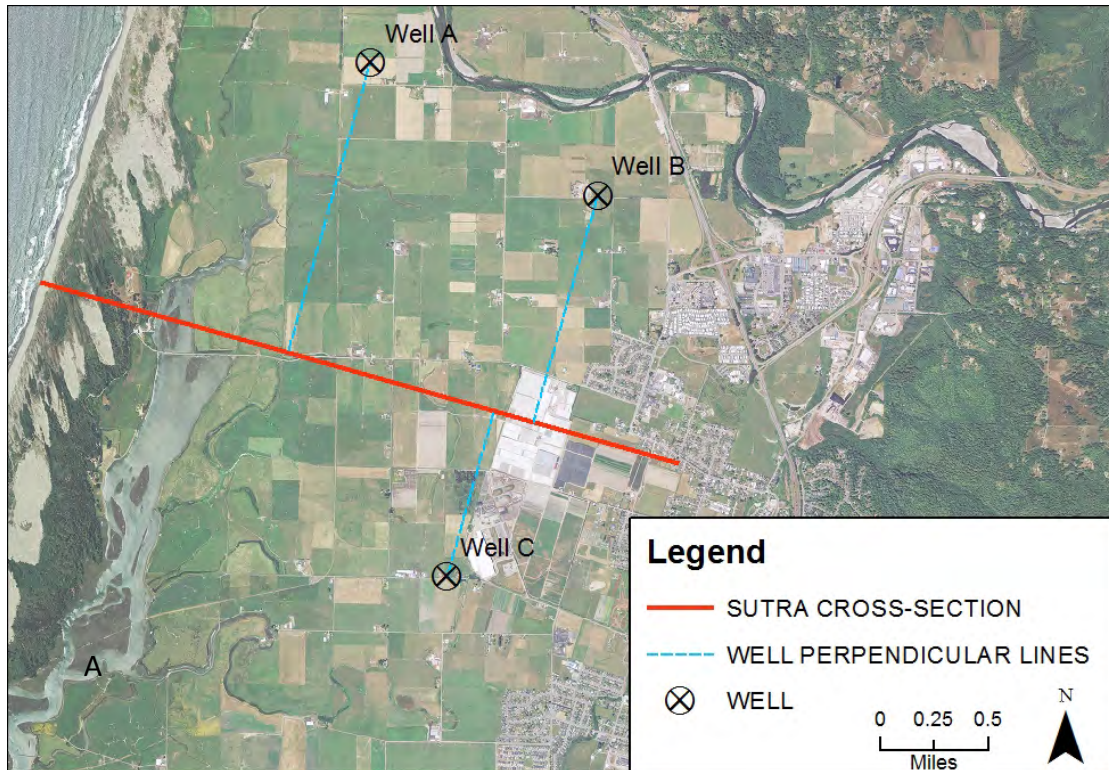 Well A
Well B
Well C
A
Legend
SUTRA CROSS-SECTION
WELL PERPENDICULAR LINES
WELL
N
0 0.25 0.5
Miles